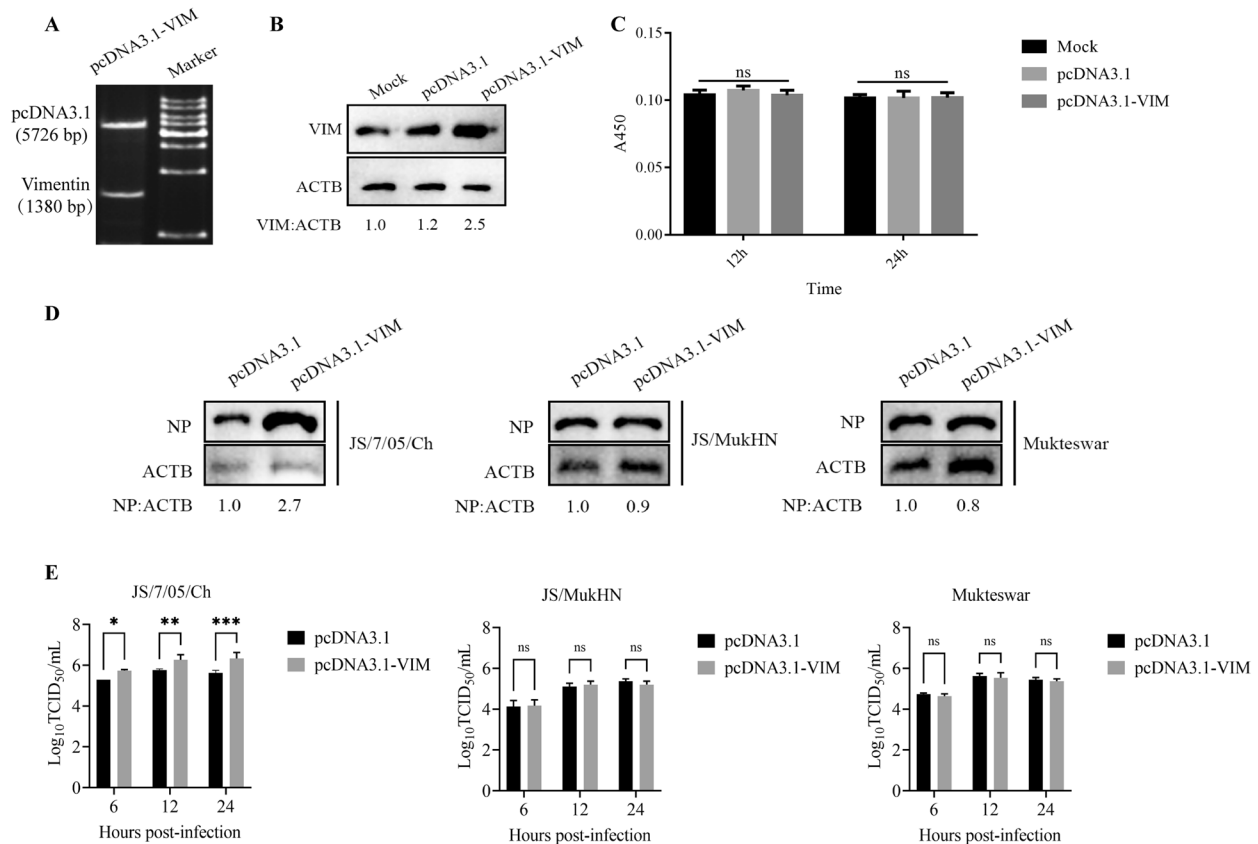 A
pcDNA3.1-VIM
Marker
pcDNA3.1
(5726 bp)
Vimentin
(1380 bp)
B
Mock
pcDNA3.1
pcDNA3.1-VIM
VIM
ACTB
VIM:ACTB 1.0 1.2 2.5
C
A450
0.15
0.10
0.05
0.00
ns
ns
12h
24h
Time
Mock
pcDNA3.1
pcDNA3.1-VIM
D
pcDNA3.1
pcDNA3.1-VIM
NP
ACTB
JS/7/05/Ch
NP:ACTB 1.0 2.7
pcDNA3.1
pcDNA3.1-VIM
NP
ACTB
JS/MukHN
NP:ACTB 1.0 0.9
pcDNA3.1
pcDNA3.1-VIM
NP
ACTB
Mukteswar
NP:ACTB 1.0 0.8
E
JS/7/05/Ch
Log₁₀TCID₅₀/mL
8
6
4
2
0
* ** ***
6 12 24
Hours post-infection
pcDNA3.1
pcDNA3.1-VIM
JS/MukHN
Log₁₀TCID₅₀/mL
8
6
4
2
0
ns ns ns
6 12 24
Hours post-infection
pcDNA3.1
pcDNA3.1-VIM
Mukteswar
Log₁₀TCID₅₀/mL
8
6
4
2
0
ns ns ns
6 12 24
Hours post-infection
pcDNA3.1
pcDNA3.1-VIM